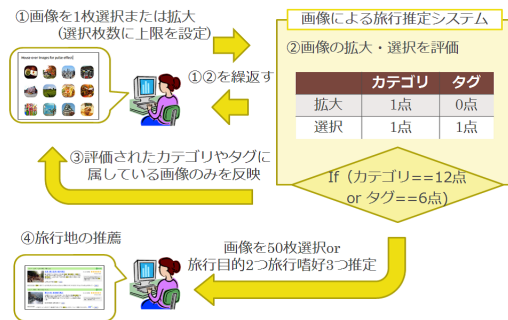 ①画像を1枚選択または拡大
(選択枚数に上限を設定)
Hover over images for pulse effect
①②を繰返す
画像による旅行推定システム
②画像の拡大・選択を評価
カテゴリ タグ
拡大 1点 0点
選択 1点 1点
If（カテゴリ==12点
or タグ==6点)
③評価されたカテゴリやタグに
属している画像のみを反映
画像を50枚選択or
旅行目的2つ旅行嗜好3つ推定
④旅行地の推薦